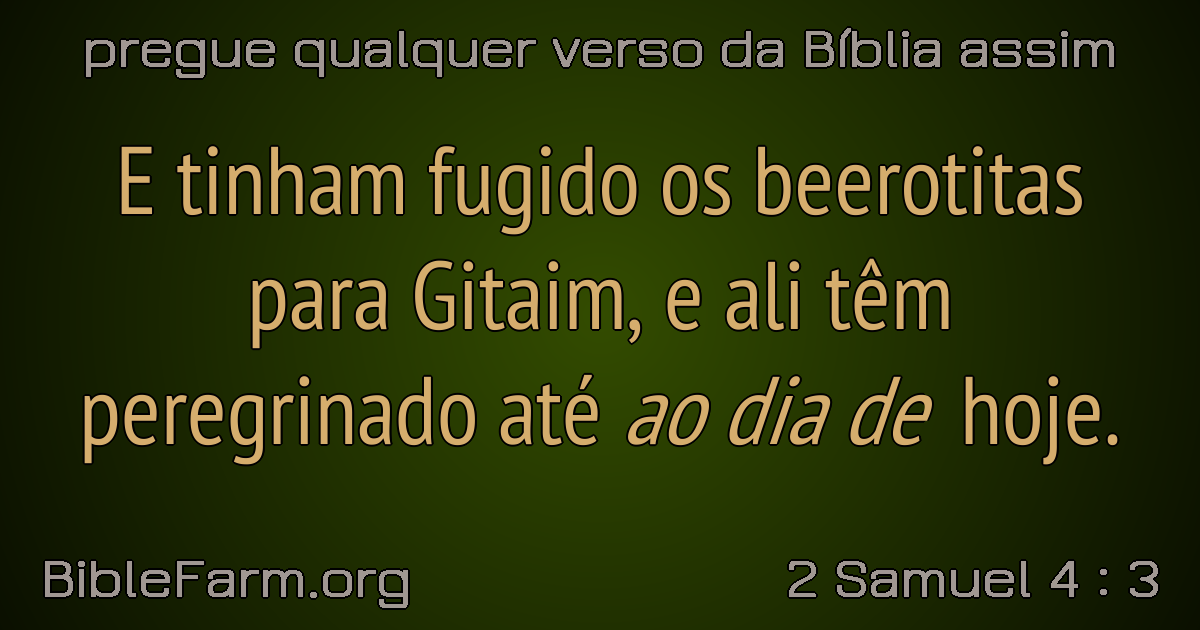 pregue qualquer verso da Bíblia assim
E tinham fugido os beerotitas
para Gitaim, e ali têm
peregrinado até ao dia de hoje.
BibleFarm.org
2 Samuel 4 : 3